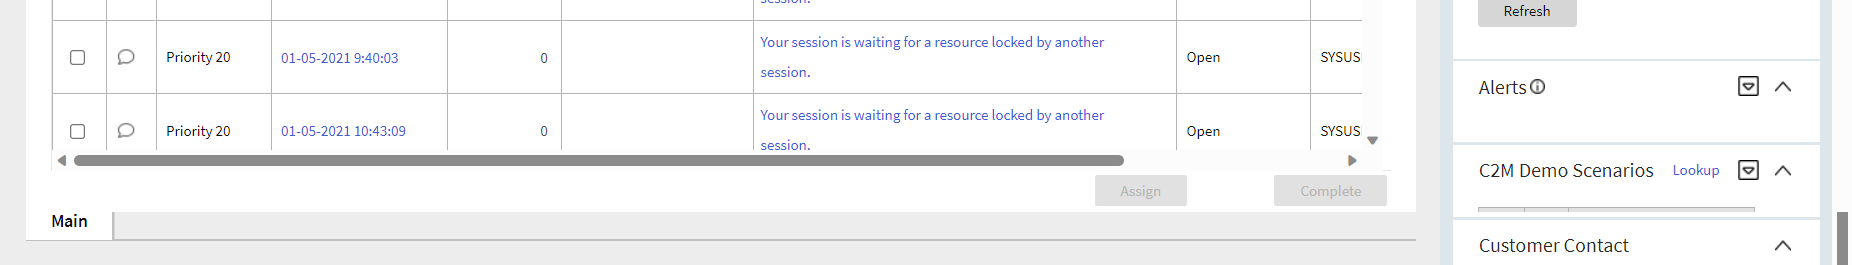 session.
Priority 20 01-05-2021 9:40:03 0 Your session is waiting for a resource locked by another
session. Open SYSUS
Priority 20 01-05-2021 10:43:09 0 Your session is waiting for a resource locked by another
session. Open SYSUS
Assign Complete
Main
Refresh
Alerts
C2M Demo Scenarios Lookup
Customer Contact